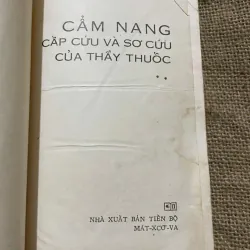 CẨM NANG
CẤP CỨU VÀ SƠ CỨU
CỦA THẦY THUỐC
* *
NHÀ XUẤT BẢN TIẾN BỘ
MÁT-XCƠ-VA